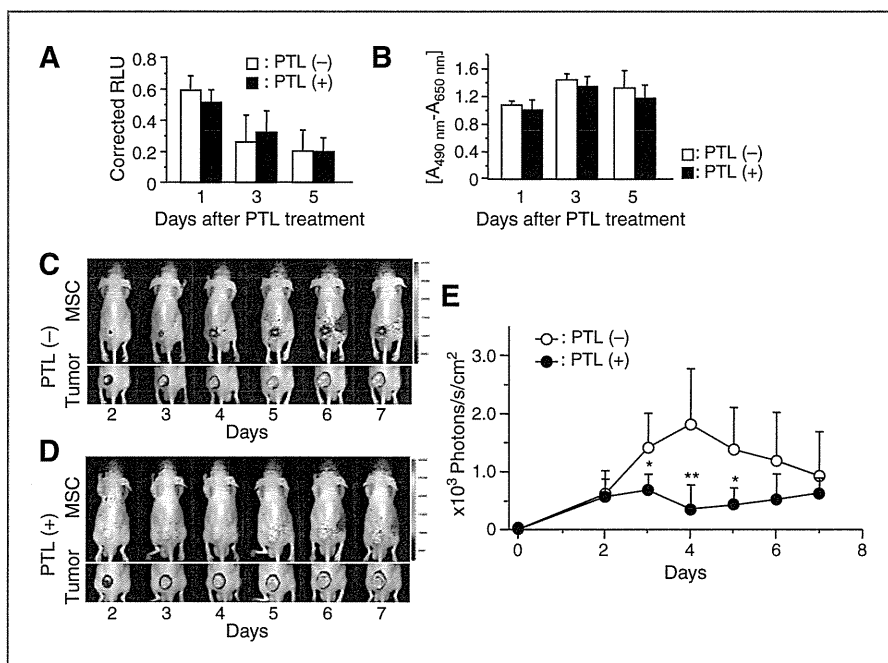 A
Corrected RLU
0.8
0.6
0.4
0.2
0
: PTL (–)
: PTL (+)
1 3 5
Days after PTL treatment
B
[A490 nm-A650 nm]
1.6
1.2
0.8
0.4
0
1 3 5
Days after PTL treatment
: PTL (–)
: PTL (+)
C
PTL (–)
MSC
Tumor
2 3 4 5 6 7
Days
D
PTL (+)
MSC
Tumor
2 3 4 5 6 7
Days
E
: PTL (–)
: PTL (+)
x10³ Photons/s/cm²
3.0
2.0
1.0
0
* ** *
0 2 4 6 8
Days